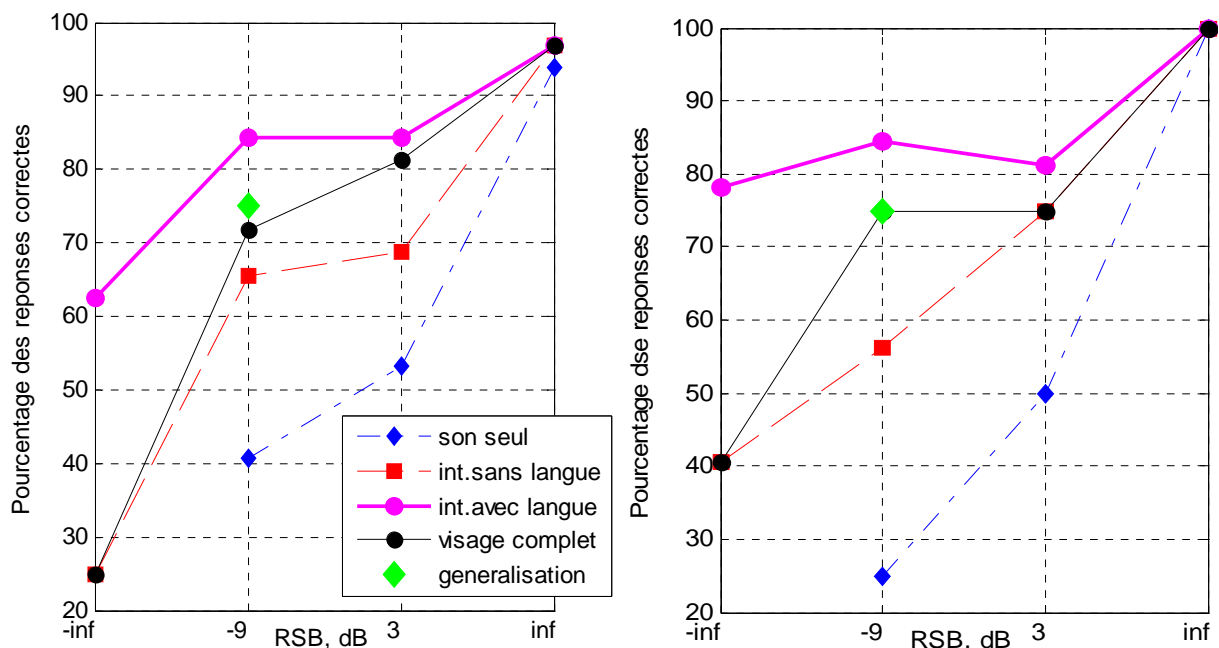 Pourcentage des reponses correctes
100
90
80
70
60
50
40
30
20
-inf
-9
3
inf
RSB, dB
son seul
int.sans langue
int.avec langue
visage complet
generalisation
Pourcentage dse reponses correctes
100
90
80
70
60
50
40
30
20
-inf
-9
3
inf
RSB, dB